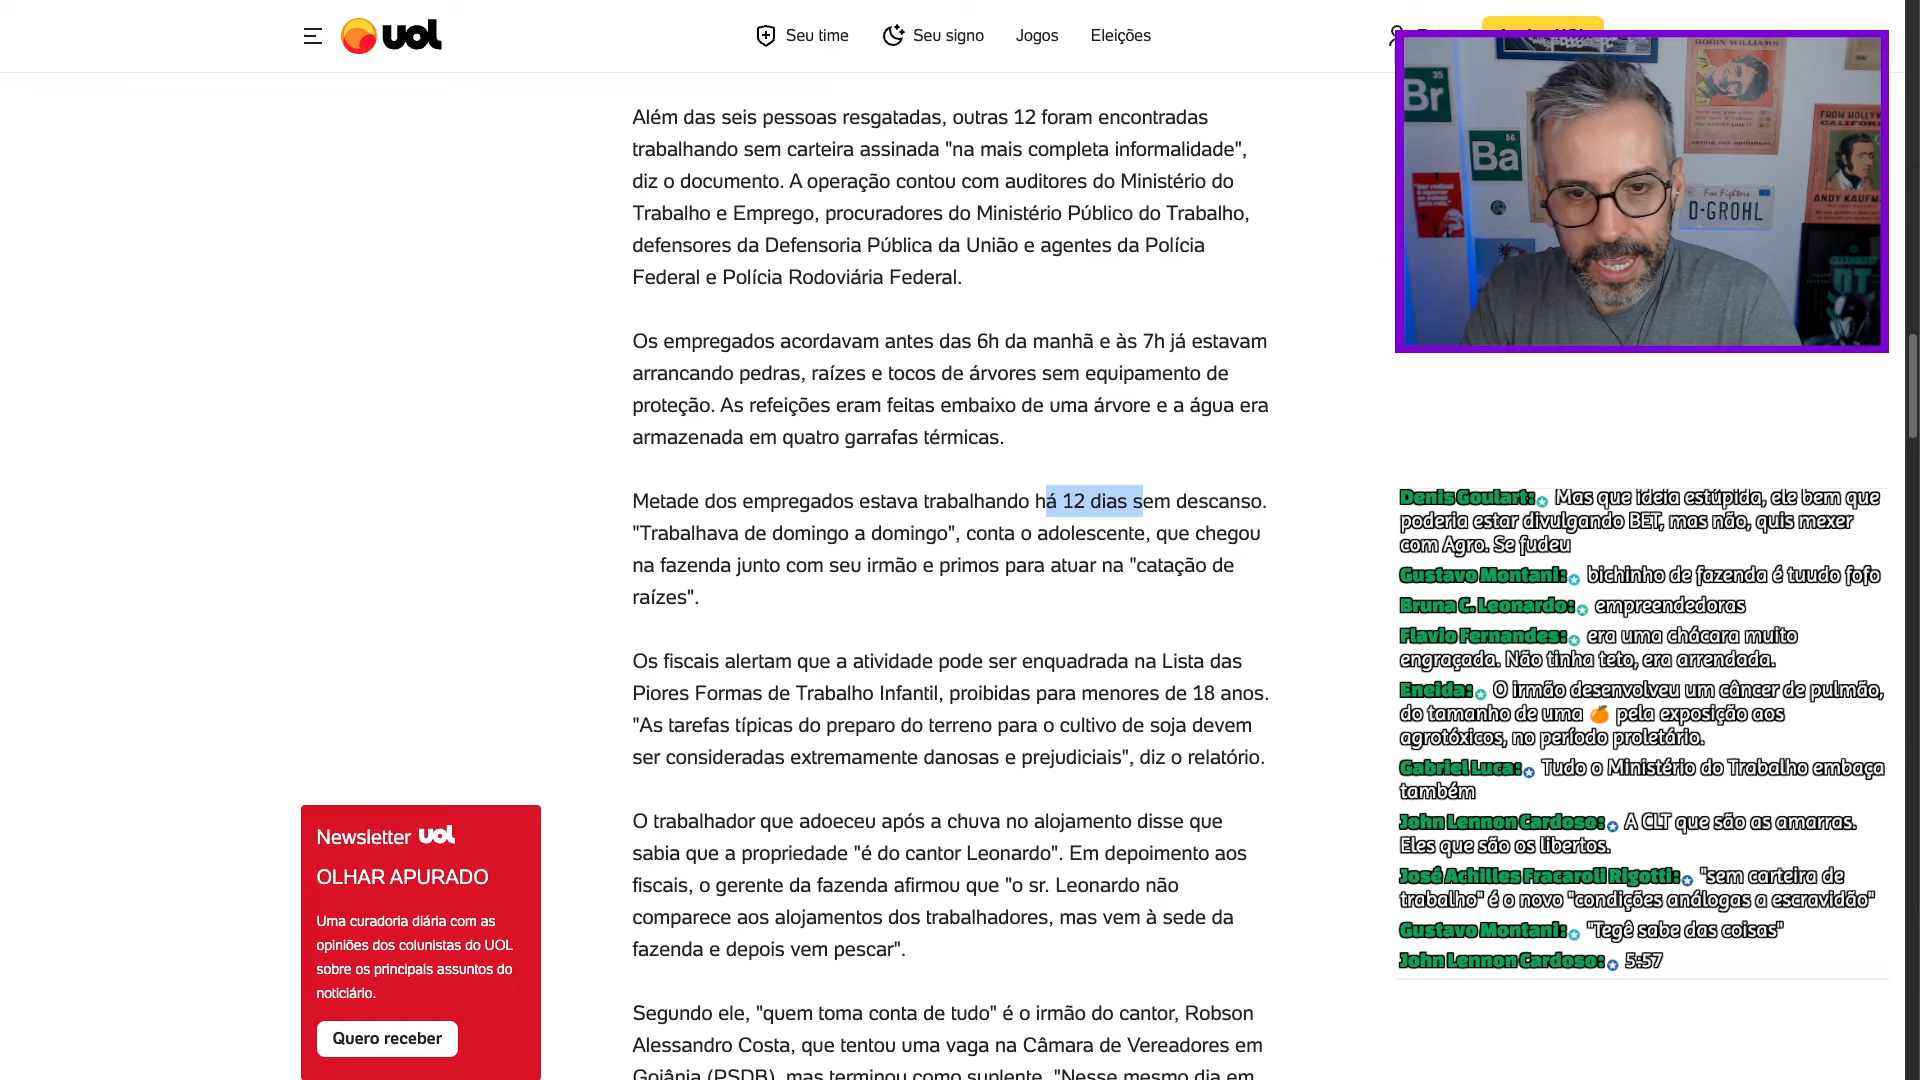 uol
Seu time
Seu signo
Jogos
Eleições
Além das seis pessoas resgatadas, outras 12 foram encontradas
trabalhando sem carteira assinada "na mais completa informalidade",
diz o documento. A operação contou com auditores do Ministério do
Trabalho e Emprego, procuradores do Ministério Público do Trabalho,
defensores da Defensoria Pública da União e agentes da Polícia
Federal e Polícia Rodoviária Federal.
Os empregados acordavam antes das 6h da manhã e às 7h já estavam
arrancando pedras, raízes e tocos de árvores sem equipamento de
proteção. As refeições eram feitas embaixo de uma árvore e a água era
armazenada em quatro garrafas térmicas.
Metade dos empregados estava trabalhando há 12 dias sem descanso.
"Trabalhava de domingo a domingo", conta o adolescente, que chegou
na fazenda junto com seu irmão e primos para atuar na "catação de
raízes".
Os fiscais alertam que a atividade pode ser enquadrada na Lista das
Piores Formas de Trabalho Infantil, proibidas para menores de 18 anos.
"As tarefas típicas do preparo do terreno para o cultivo de soja devem
ser consideradas extremamente danosas e prejudiciais", diz o relatório.
O trabalhador que adoeceu após a chuva no alojamento disse que
sabia que a propriedade "é do cantor Leonardo". Em depoimento aos
fiscais, o gerente da fazenda afirmou que "o sr. Leonardo não
comparece aos alojamentos dos trabalhadores, mas vem à sede da
fazenda e depois vem pescar".
Segundo ele, "quem toma conta de tudo" é o irmão do cantor, Robson
Alessandro Costa, que tentou uma vaga na Câmara de Vereadores em
Goiânia (PSDB), mas terminou como suplente. "Nesse mesmo dia em
Newsletter uol
OLHAR APURADO
Uma curadoria diária com as
opiniões dos colunistas do UOL
sobre os principais assuntos do
noticiário.
Quero receber
ROBIN WILLIAMS
35
Br
56
Ba
Foo Fighters
D-GROHL
FROM HOLLYW
CALIFOR
ANDY KAUFM
Denis Goulart: Mas que ideia estúpida, ele bem que
poderia estar divulgando BET, mas não, quis mexer
com Agro. Se fudeu
Gustavo Montani: bichinho de fazenda é tuudo fofo
Bruna C. Leonardo: empreendedoras
Flavio Fernandes: era uma chácara muito
engraçada. Não tinha teto, era arrendada.
Eneida: O irmão desenvolveu um câncer de pulmão,
do tamanho de uma 🍊 pela exposição aos
agrotóxicos, no período proletário.
Gabriel Luca: Tudo o Ministério do Trabalho embaça
também
John Lennon Cardoso: A CLT que são as amarras.
Eles que são os libertos.
José Achilles Fracaroli Rigotti: "sem carteira de
trabalho" é o novo "condições análogas a escravidão"
Gustavo Montani: "Tegê sabe das coisas"
John Lennon Cardoso: 5:57